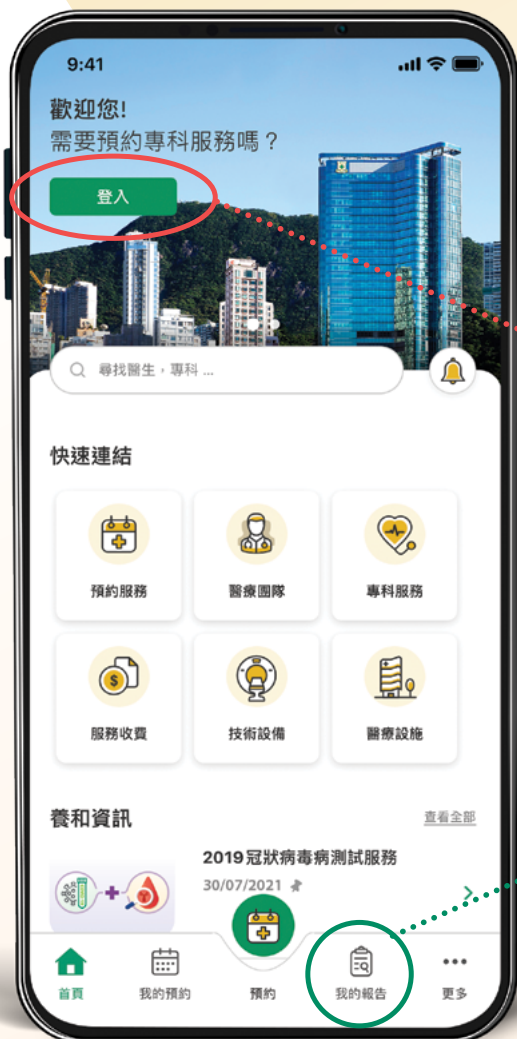 9:41
歡迎您!
需要預約專科服務嗎？
登入
尋找醫生，專科 ...
快速連結
預約服務
醫療團隊
專科服務
服務收費
技術設備
醫療設施
養和資訊
查看全部
2019冠狀病毒病測試服務
30/07/2021
首頁
我的預約
預約
我的報告
更多